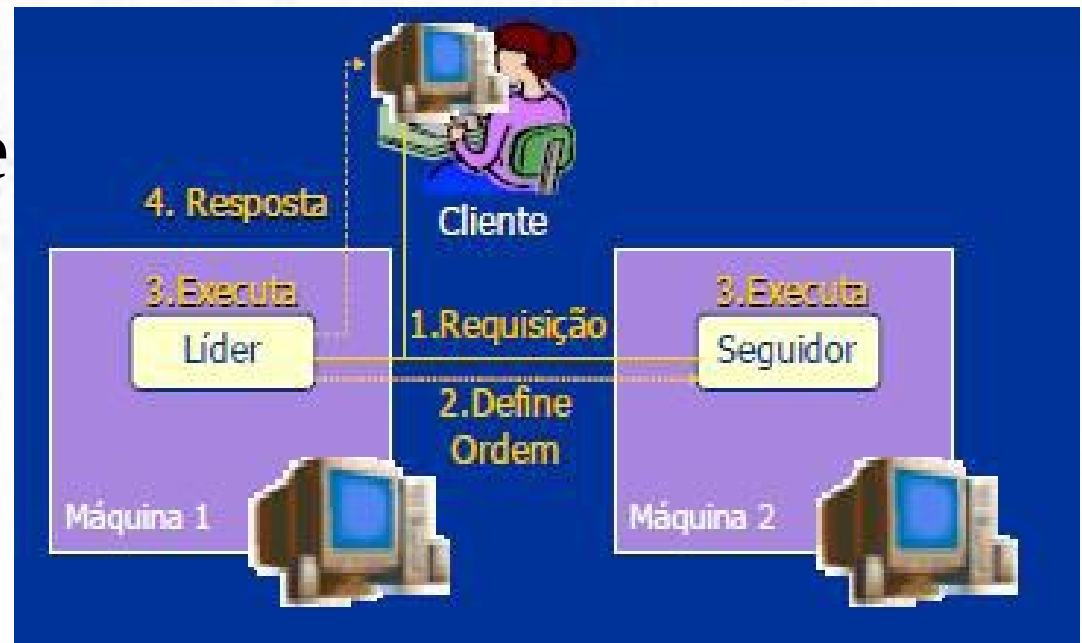 e
4. Resposta
Cliente
3.Executa
3.Executa
Líder
1.Requisição
Seguidor
2.Define
Ordem
Máquina 1
Máquina 2